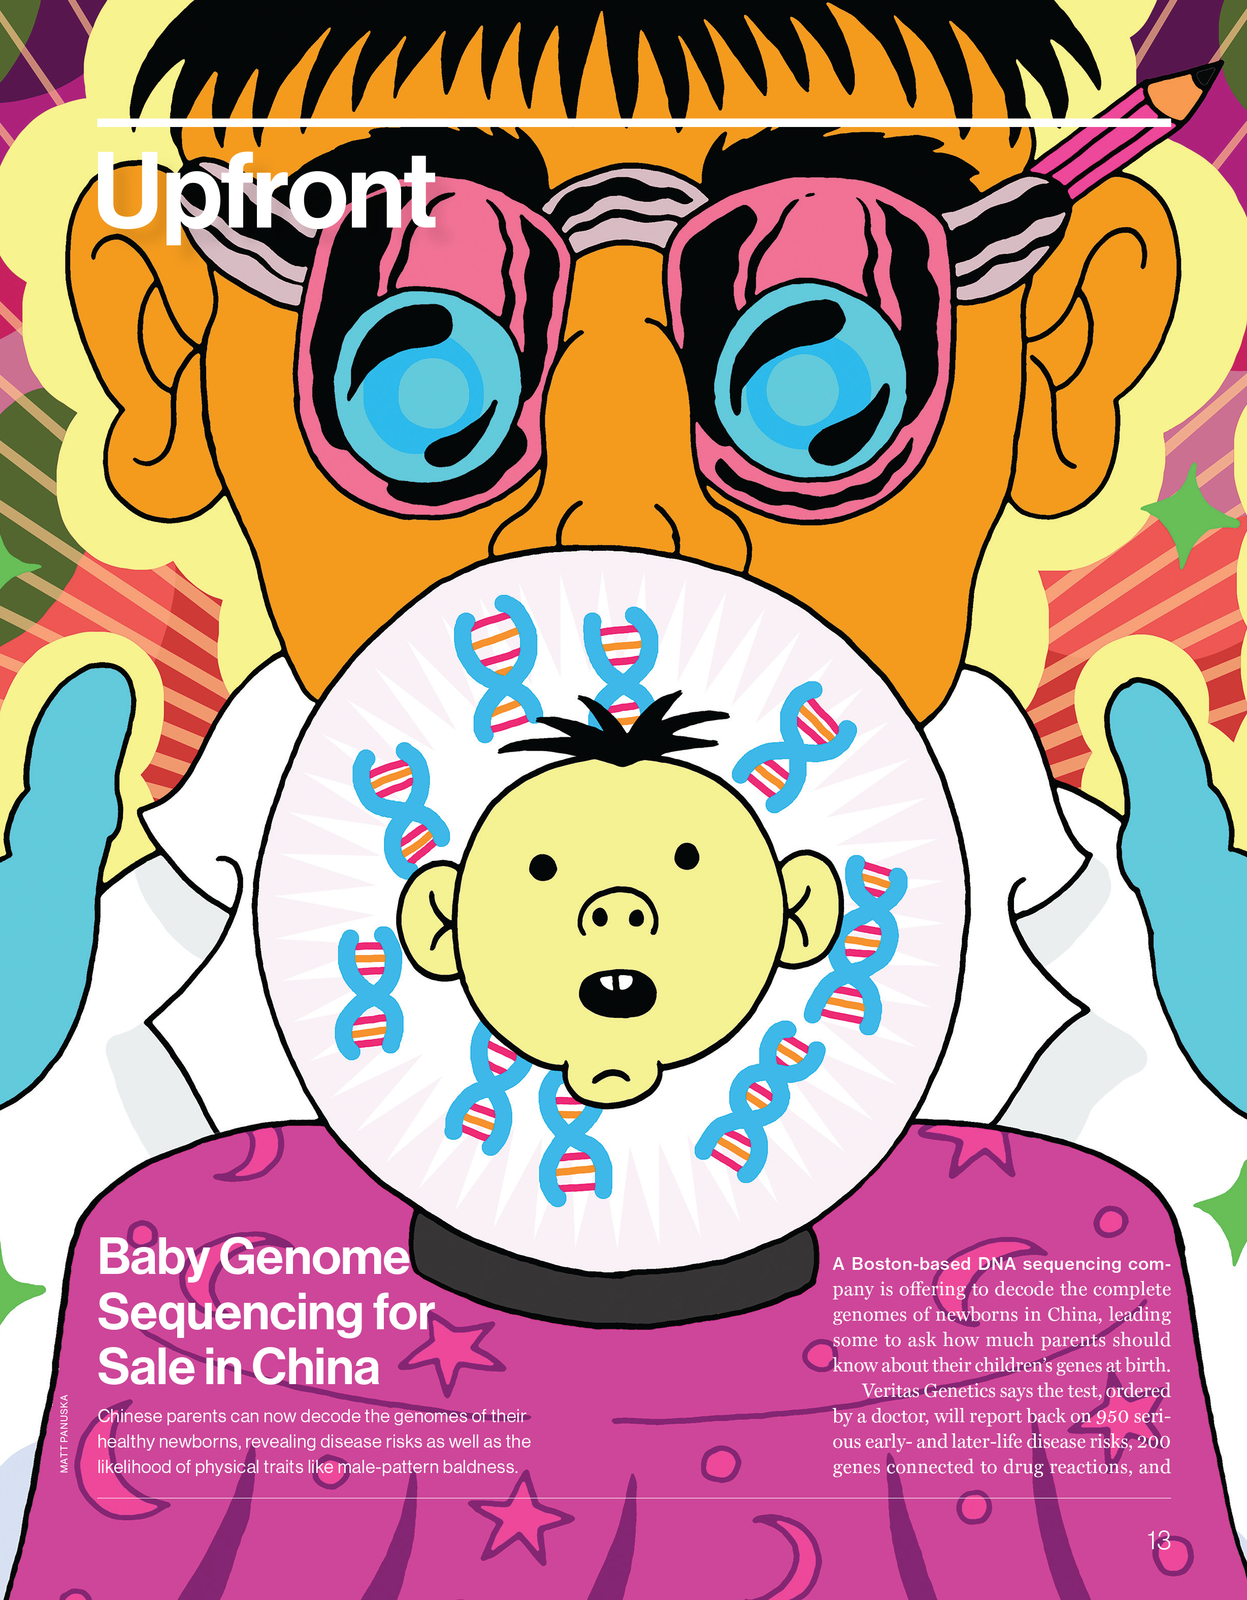 Upfront
Baby Genome
Sequencing for
Sale in China
Chinese parents can now decode the genomes of their
healthy newborns, revealing disease risks as well as the
likelihood of physical traits like male-pattern baldness.
MATT PANUSKA
A Boston-based DNA sequencing com-
pany is offering to decode the complete
genomes of newborns in China, leading
some to ask how much parents should
know about their children’s genes at birth.
Veritas Genetics says the test, ordered
by a doctor, will report back on 950 seri-
ous early- and later-life disease risks, 200
genes connected to drug reactions, and
13